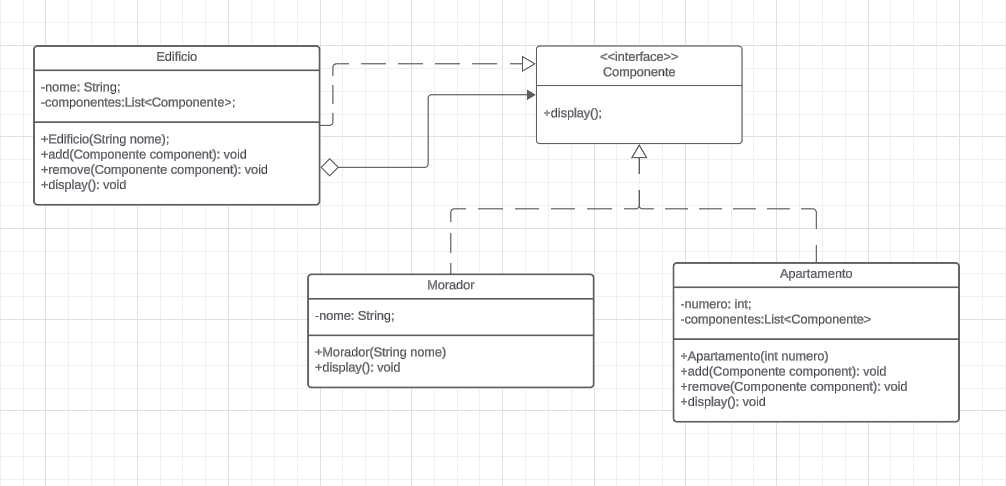 Edificio
-nome: String;
-componentes:List<Componente>;
+Edificio(String nome);
+add(Componente component): void
+remove(Componente component): void
+display(): void
<<interface>>
Componente
+display();
Morador
-nome: String;
+Morador(String nome)
+display(): void
Apartamento
-numero: int;
-componentes:List<Componente>
+Apartamento(int numero)
+add(Componente component): void
+remove(Componente component): void
+display(): void